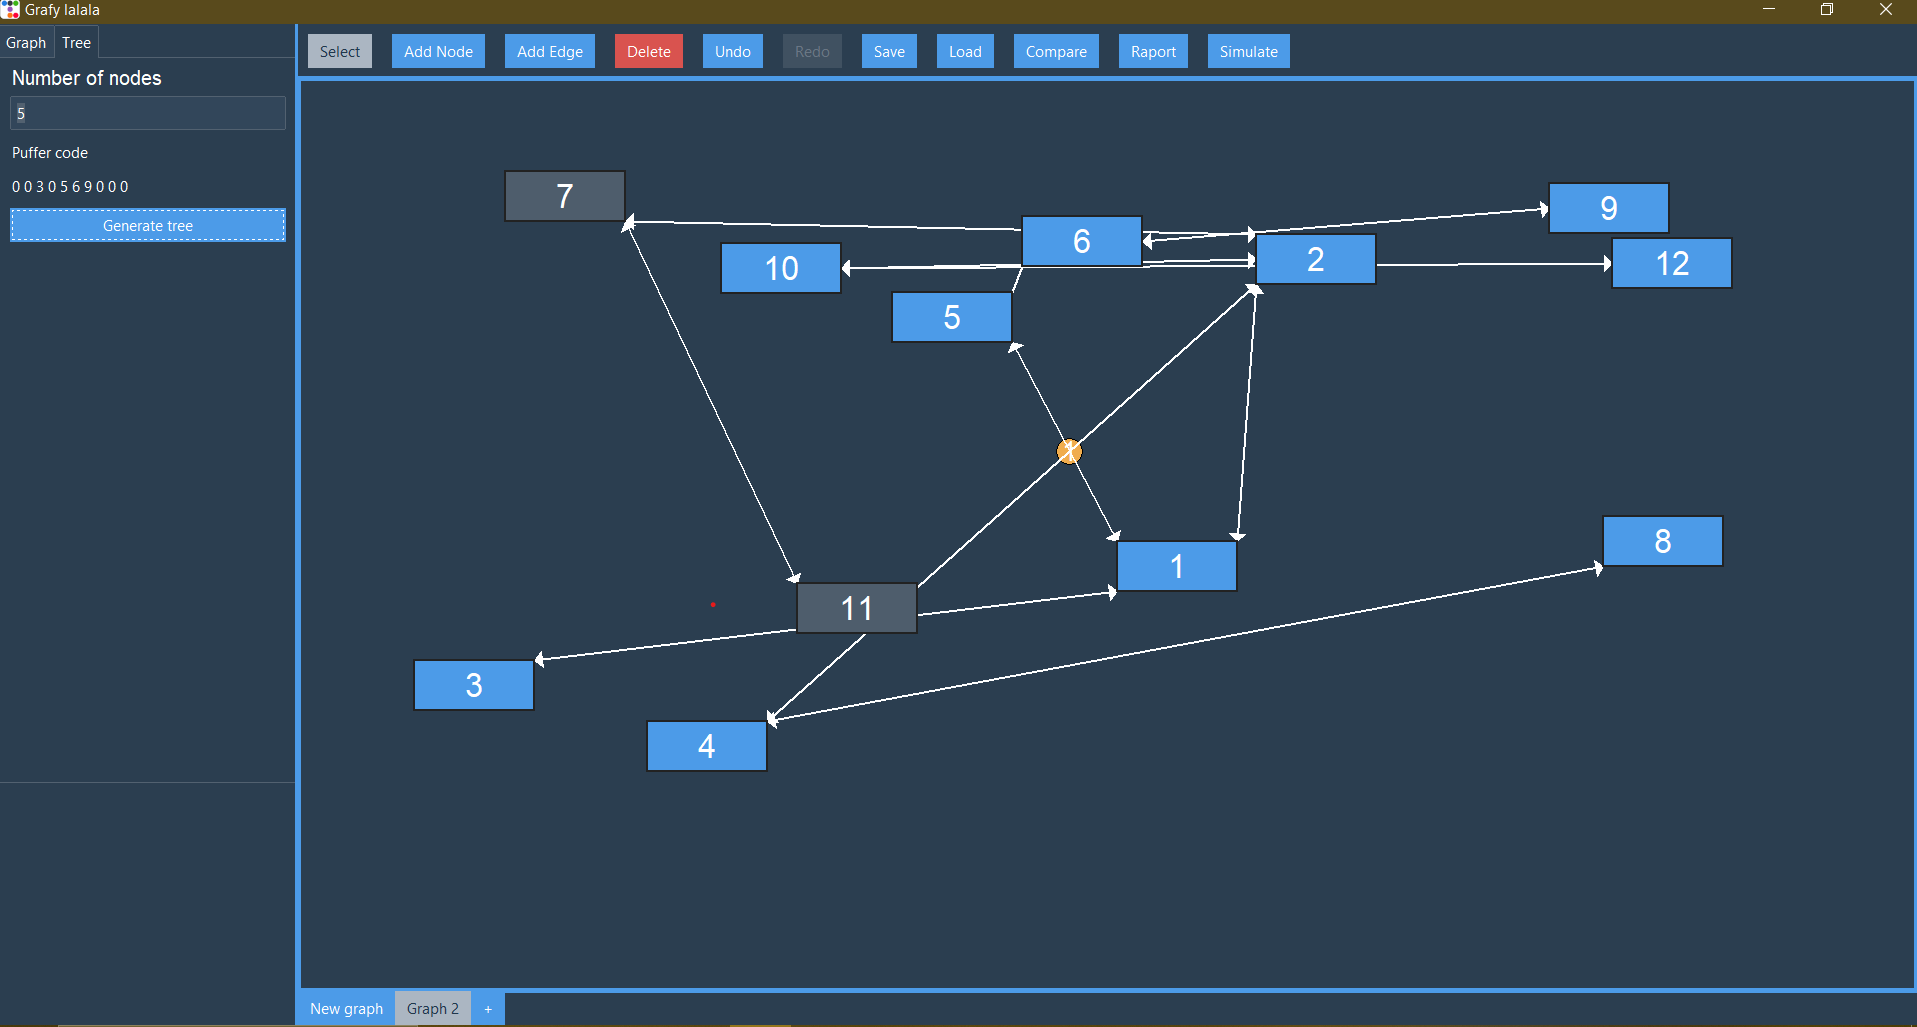 Grafy lalala
Graph Tree
Select Add Node Add Edge Delete Undo Redo Save Load Compare Raport Simulate
Number of nodes
5
Puffer code
0 0 3 0 5 6 9 0 0 0
Generate tree
7
9
6
2
12
10
5
1
1
8
11
3
4
New graph Graph 2 +